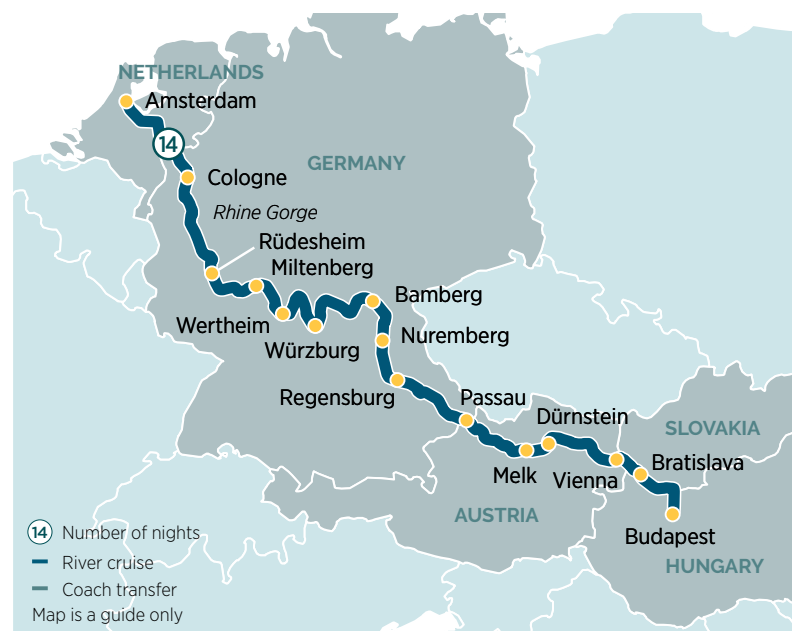 NETHERLANDS
Amsterdam
14
GERMANY
Cologne
Rhine Gorge
Rüdesheim
Miltenberg
Bamberg
Wertheim
Nuremberg
Würzburg
Regensburg
Passau
Dürnstein
SLOVAKIA
Bratislava
Melk
Vienna
AUSTRIA
Budapest
HUNGARY
14 Number of nights
River cruise
Coach transfer
Map is a guide only